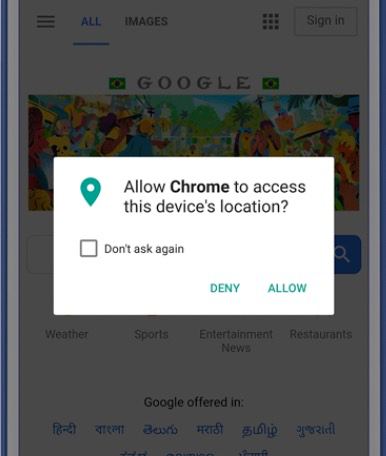 ALL IMAGES Sign in
GOOGLE
Allow Chrome to access
this device's location?
Don't ask again
DENY ALLOW
Weather Sports Entertainment Restaurants
News
Google offered in:
हिन्दी বাংলা తెలుగు मराठी தமிழ் ગુજરાતી